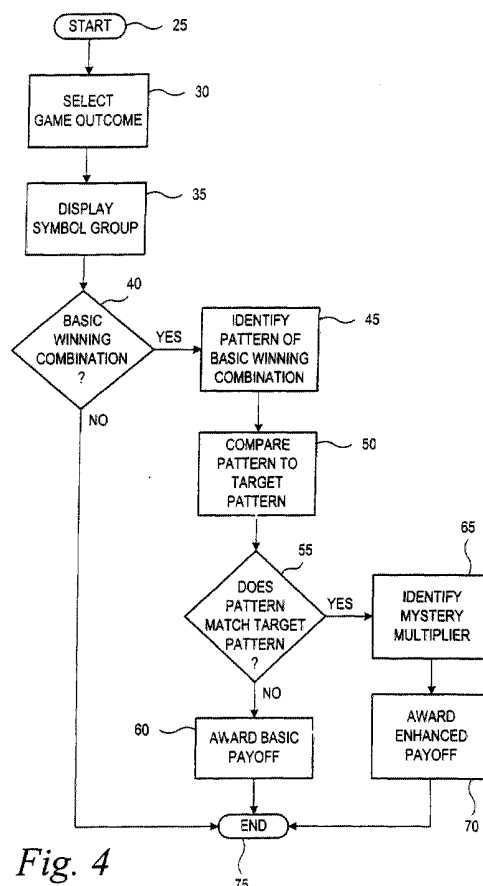 START
25
SELECT
GAME OUTCOME
30
DISPLAY
SYMBOL GROUP
35
BASIC
WINNING
COMBINATION
?
40
YES
NO
IDENTIFY
PATTERN OF
BASIC WINNING
COMBINATION
45
COMPARE
PATTERN TO
TARGET
PATTERN
50
DOES
PATTERN
MATCH TARGET
PATTERN
?
55
YES
NO
IDENTIFY
MYSTERY
MULTIPLIER
65
AWARD BASIC
PAYOFF
60
AWARD
ENHANCED
PAYOFF
70
END
75
Fig. 4